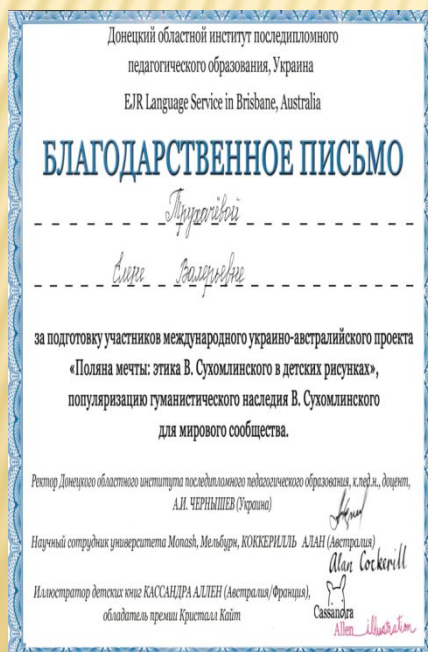 Донецкий областной институт последипломного
педагогического образования, Украина
EJR Language Service in Brisbane, Australia
БЛАГОДАРСТВЕННОЕ ПИСЬМО
Трухачёвой
Елене Валерьевне
за подготовку участников международного украино-австралийского проекта
«Поляна мечты: этика В. Сухомлинского в детских рисунках»,
популяризацию гуманистического наследия В. Сухомлинского
для мирового сообщества.
Ректор Донецкого областного института последипломного педагогического образования, к.пед.н., доцент,
А.И. ЧЕРНЫШЕВ (Украина)
Научный сотрудник университета Monash, Мельбурн, КОККЕРИЛЛЬ АЛАН (Австралия)
Alan Cockerill
Иллюстратор детских книг КАССАНДРА АЛЛЕН (Австралия/Франция),
обладатель премии Кристалл Кайт
Cassandra
Allen illustration